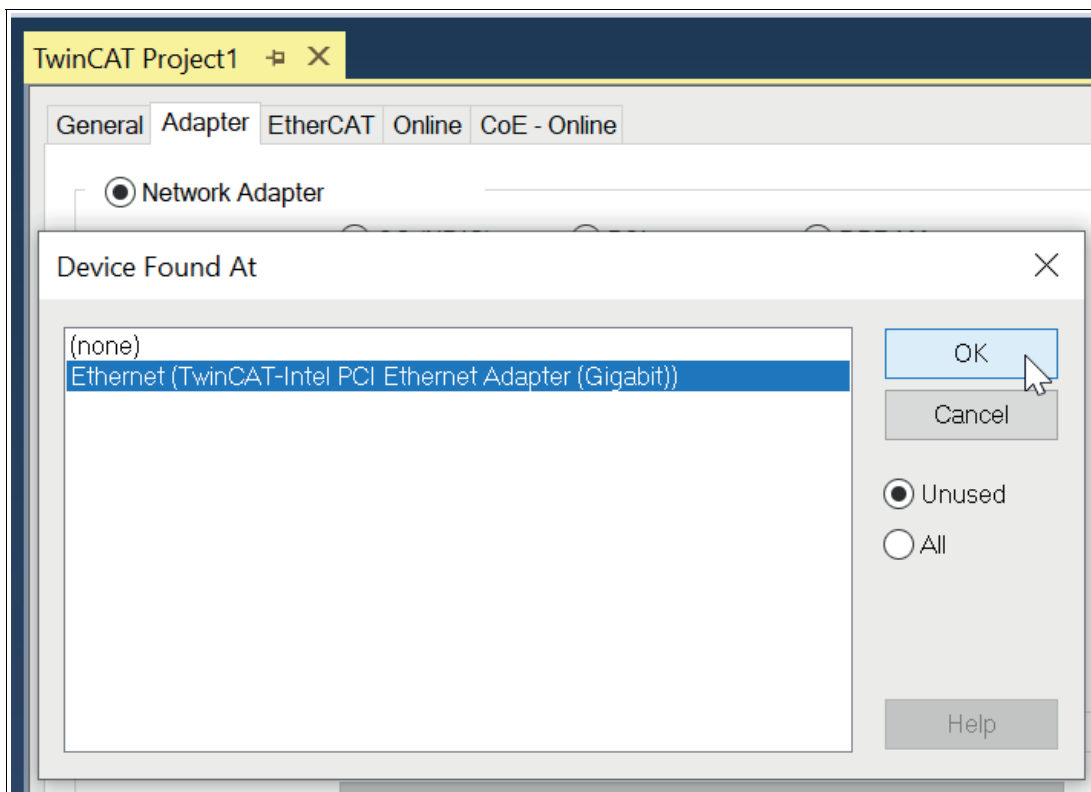 TwinCAT Project1
General Adapter EtherCAT Online CoE - Online
Network Adapter
Device Found At
(none)
Ethernet (TwinCAT-Intel PCI Ethernet Adapter (Gigabit))
OK
Cancel
Unused
All
Help